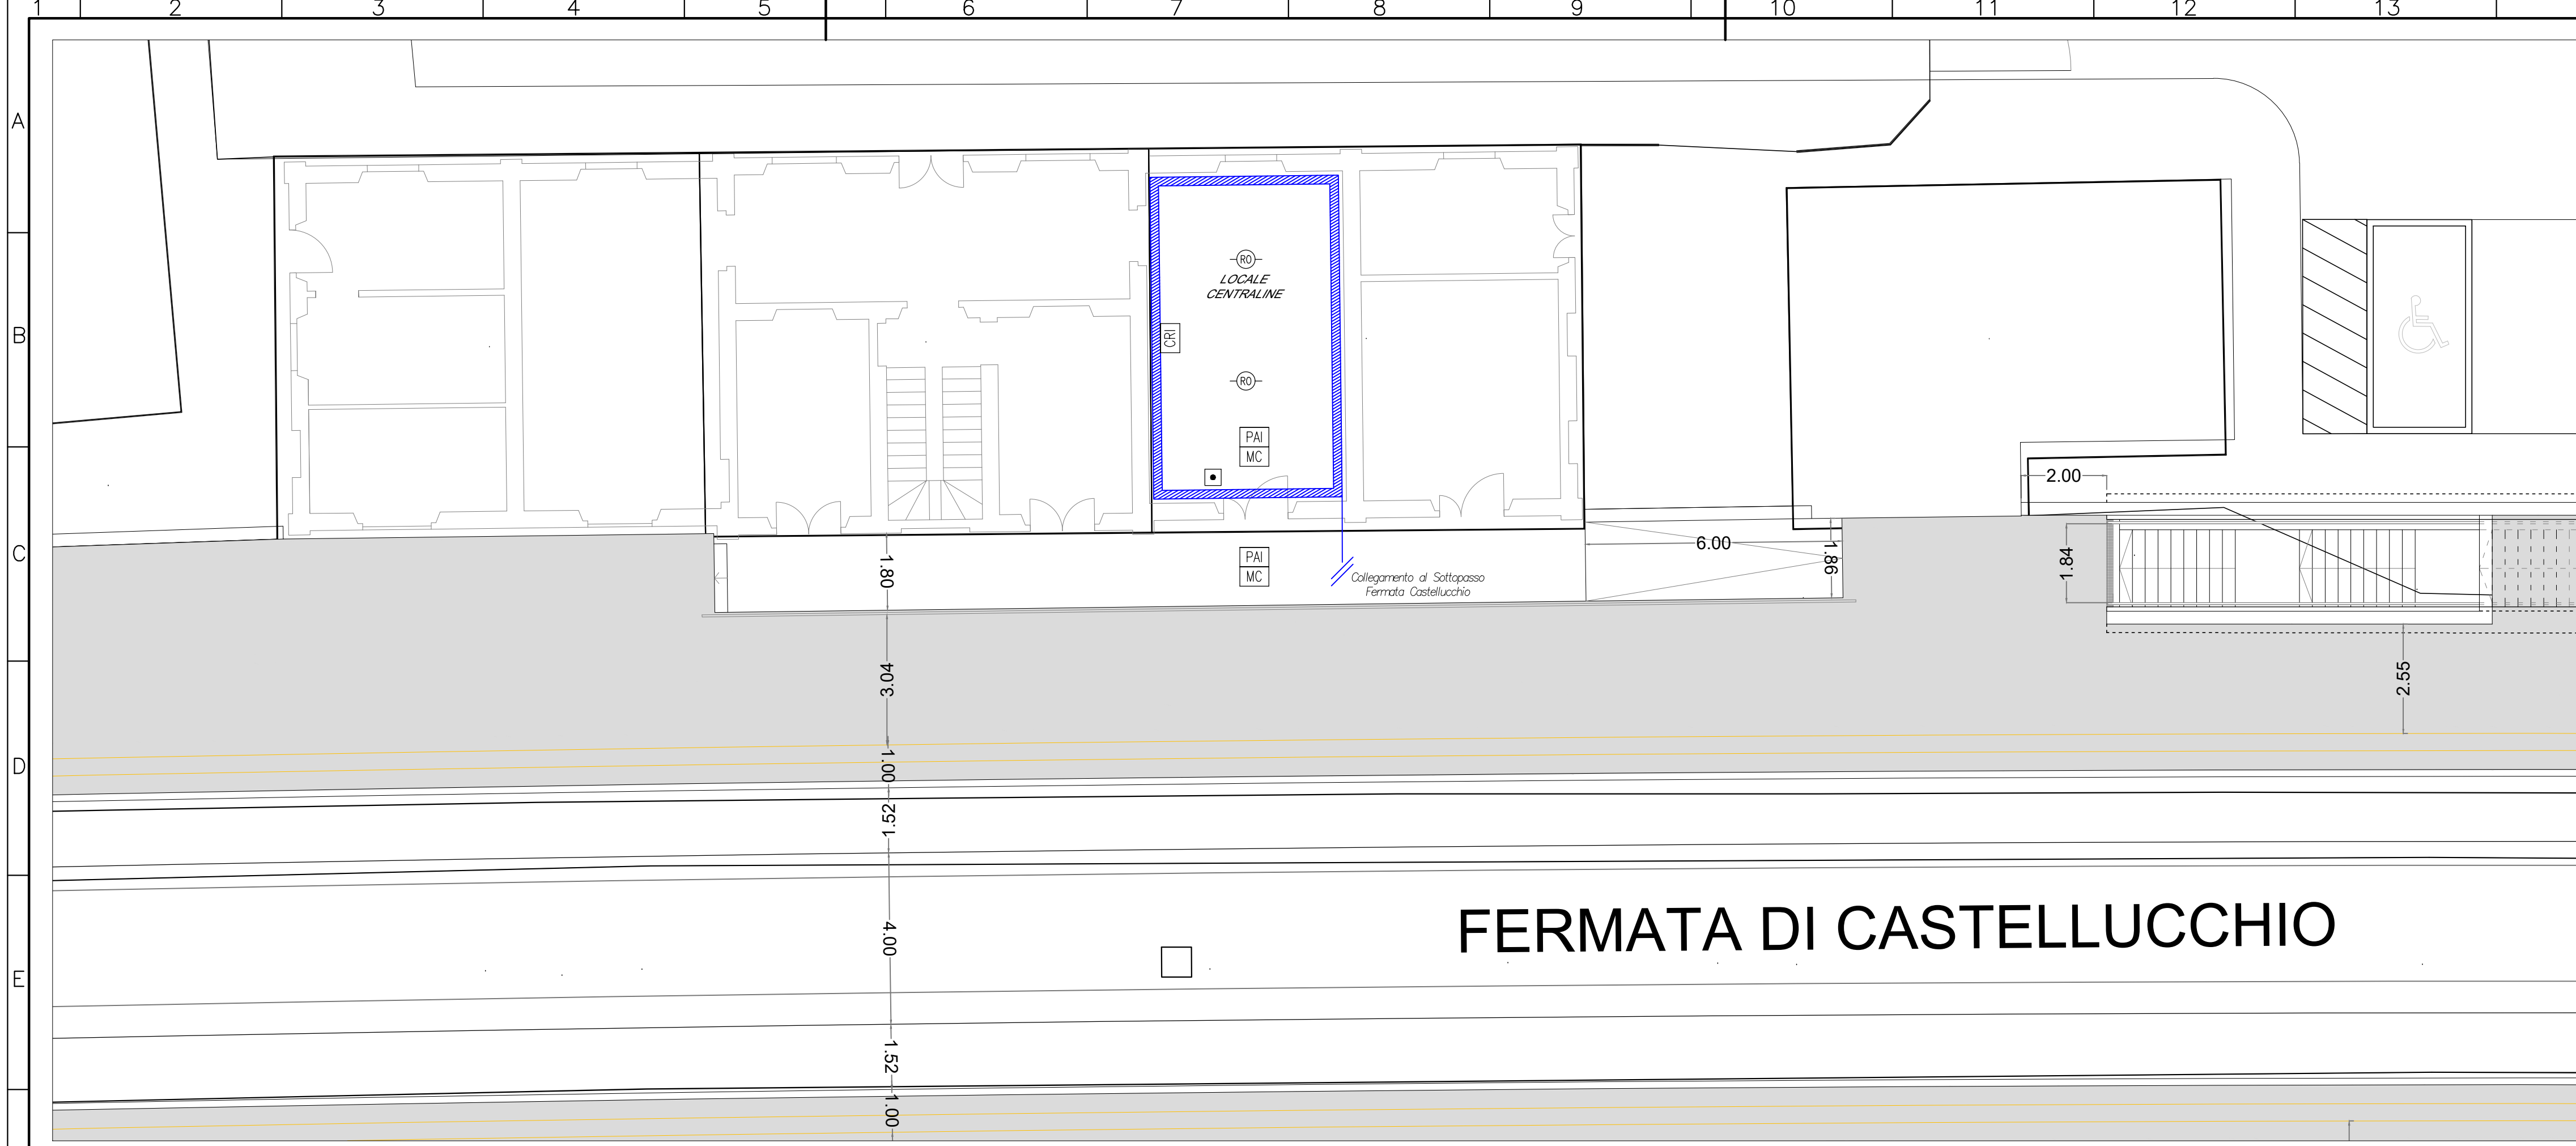 1 2 3 4 5 6 7 8 9 10 11 12 13
A
B
C
D
E
RO
LOCALE
CENTRALINE
CRI
RO
PAI
MC
2.00
6.00
1.86
1.84
1.80
PAI
MC
Collegamento al Sottopasso
Fermata Castellucchio
3.04
2.55
1.00
1.52
4.00
FERMATA DI CASTELLUCCHIO
1.52
1.00